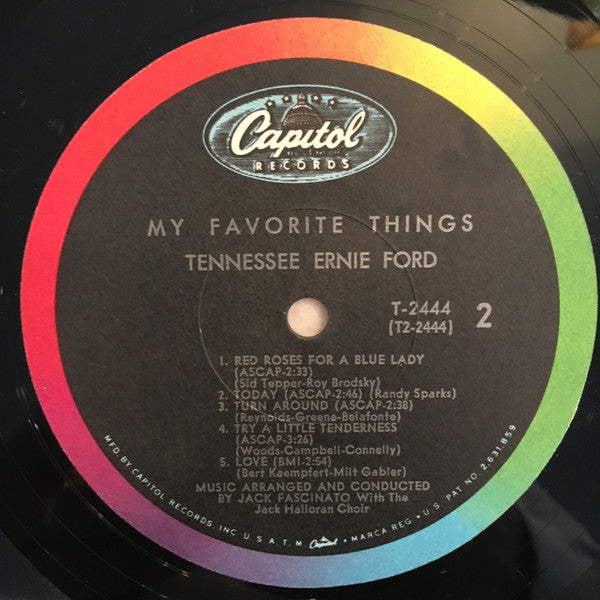 Capitol
RECORDS
MY FAVORITE THINGS
TENNESSEE ERNIE FORD
T-2444
(T2-2444)
2
1. RED ROSES FOR A BLUE LADY
(ASCAP-2:33)
(Sid Tepper-Roy Brodsky)
2. TODAY (ASCAP-2:46) (Randy Sparks)
3. TURN AROUND (ASCAP-2:38)
(Reynolds-Greene-Belafonte)
4. TRY A LITTLE TENDERNESS
(ASCAP-3:26)
(Woods-Campbell-Connelly)
5. LOVE (BMI-2:54)
(Bert Kaempfert-Milt Gabler)
MUSIC ARRANGED AND CONDUCTED
BY JACK FASCINATO With The
Jack Halloran Choir
MFD. BY CAPITOL RECORDS, INC. U.S.A. T.M. Capitol • MARCA REG. • U.S. PAT. NO. 2,631,859